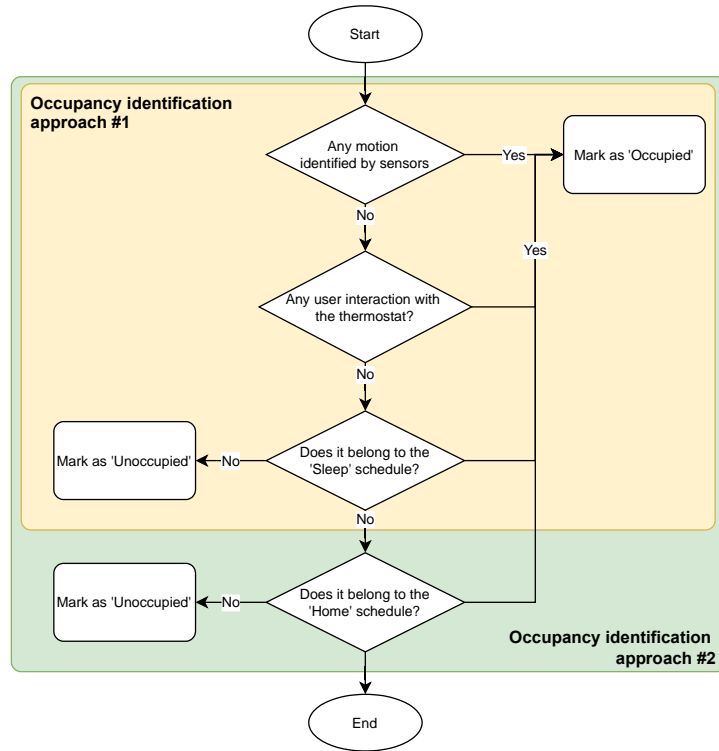 Start
Occupancy identification
approach #1
Any motion
identified by sensors
Yes
Mark as 'Occupied'
No
Yes
Any user interaction with
the thermostat?
No
Mark as 'Unoccupied'
No
Does it belong to the
'Sleep' schedule?
No
Mark as 'Unoccupied'
No
Does it belong to the
'Home' schedule?
Occupancy identification
approach #2
End